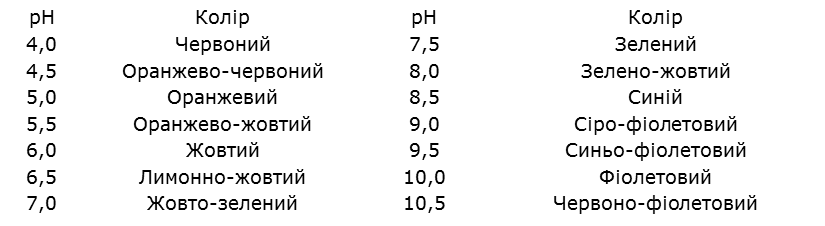 pH Колір pH Колір
4,0 Червоний 7,5 Зелений
4,5 Оранжево-червоний 8,0 Зелено-жовтий
5,0 Оранжевий 8,5 Синій
5,5 Оранжево-жовтий 9,0 Сіро-фіолетовий
6,0 Жовтий 9,5 Синьо-фіолетовий
6,5 Лимонно-жовтий 10,0 Фіолетовий
7,0 Жовто-зелений 10,5 Червоно-фіолетовий